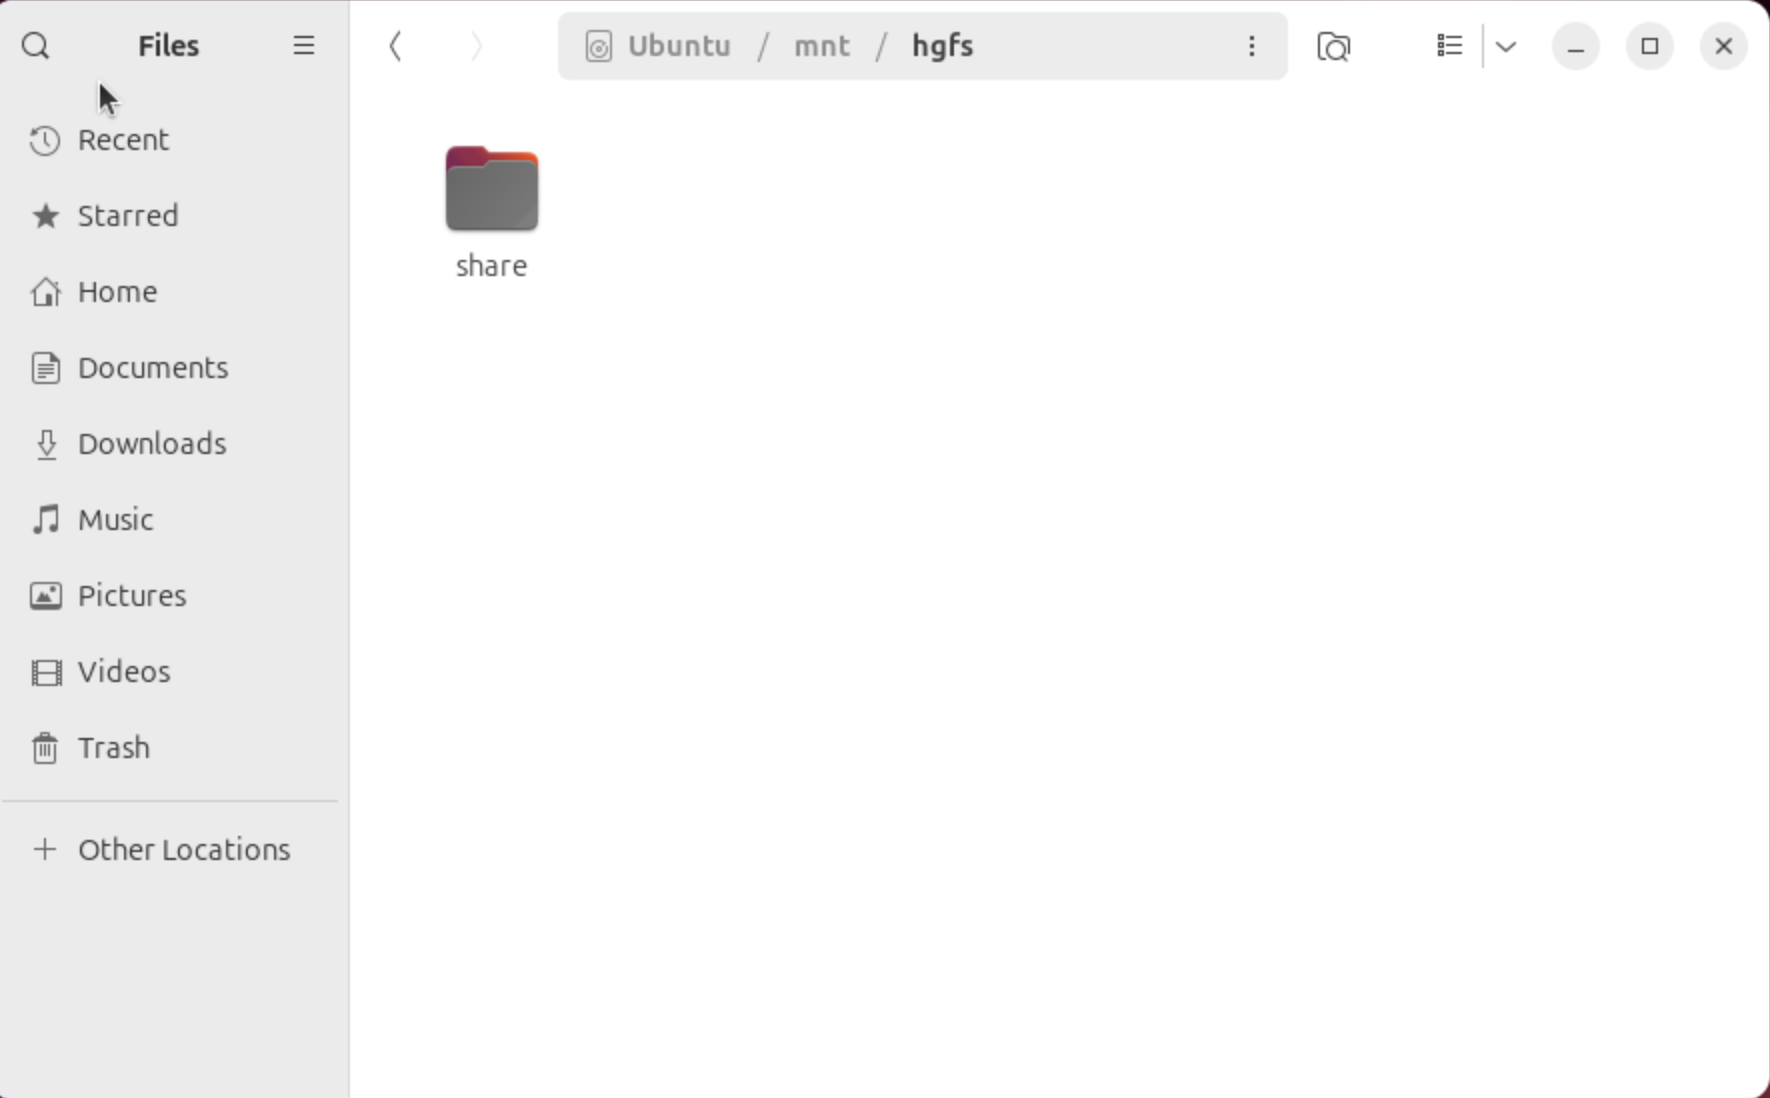 Files
Ubuntu / mnt / hgfs
Recent
Starred
Home
Documents
Downloads
Music
Pictures
Videos
Trash
Other Locations
share